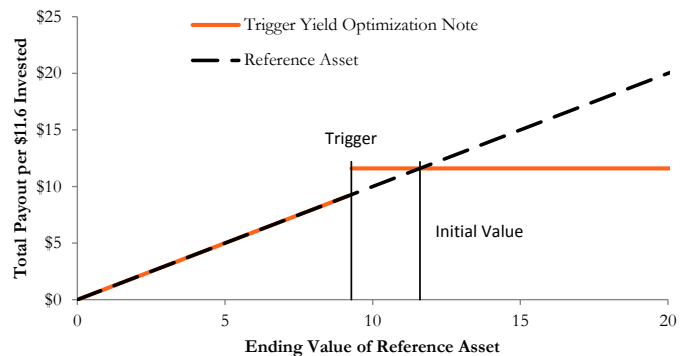 $25
$20
$15
$10
$5
$0
Total Payout per $11.6 Invested
Trigger Yield Optimization Note
Reference Asset
Trigger
Initial Value
0
5
10
15
20
Ending Value of Reference Asset